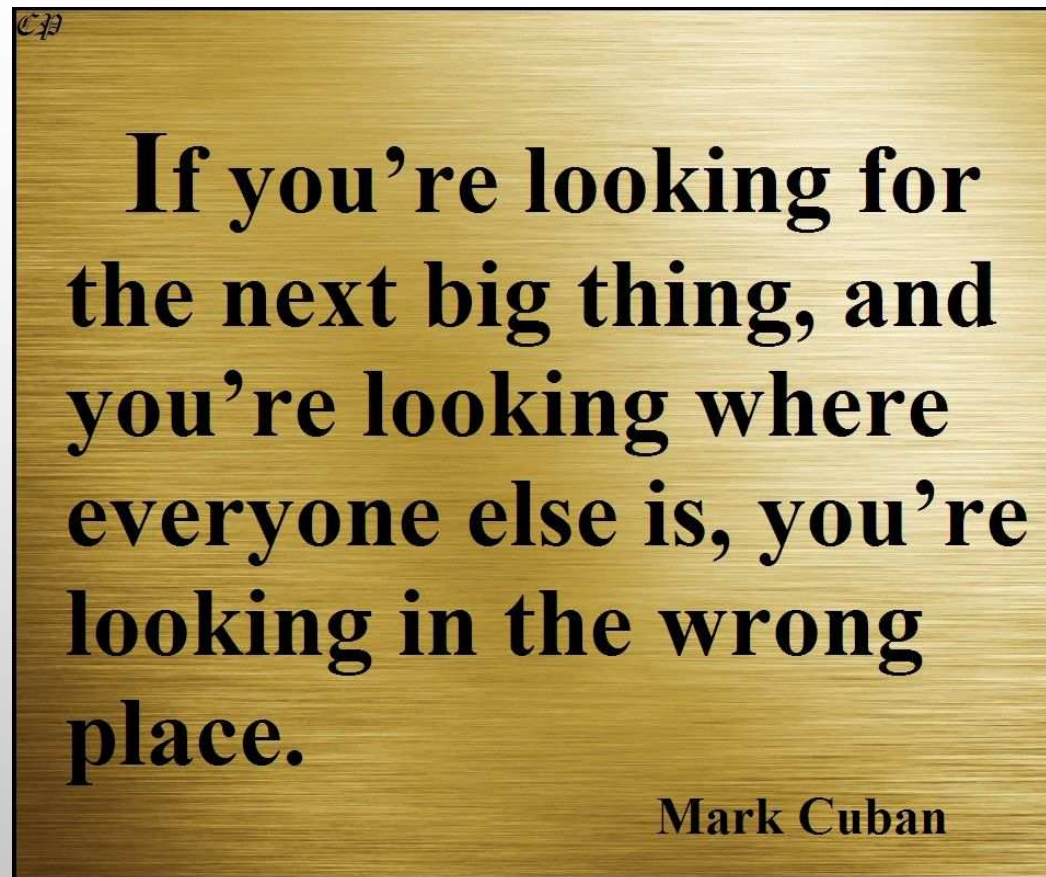 CP
If you’re looking for
the next big thing, and
you’re looking where
everyone else is, you’re
looking in the wrong
place.
Mark Cuban